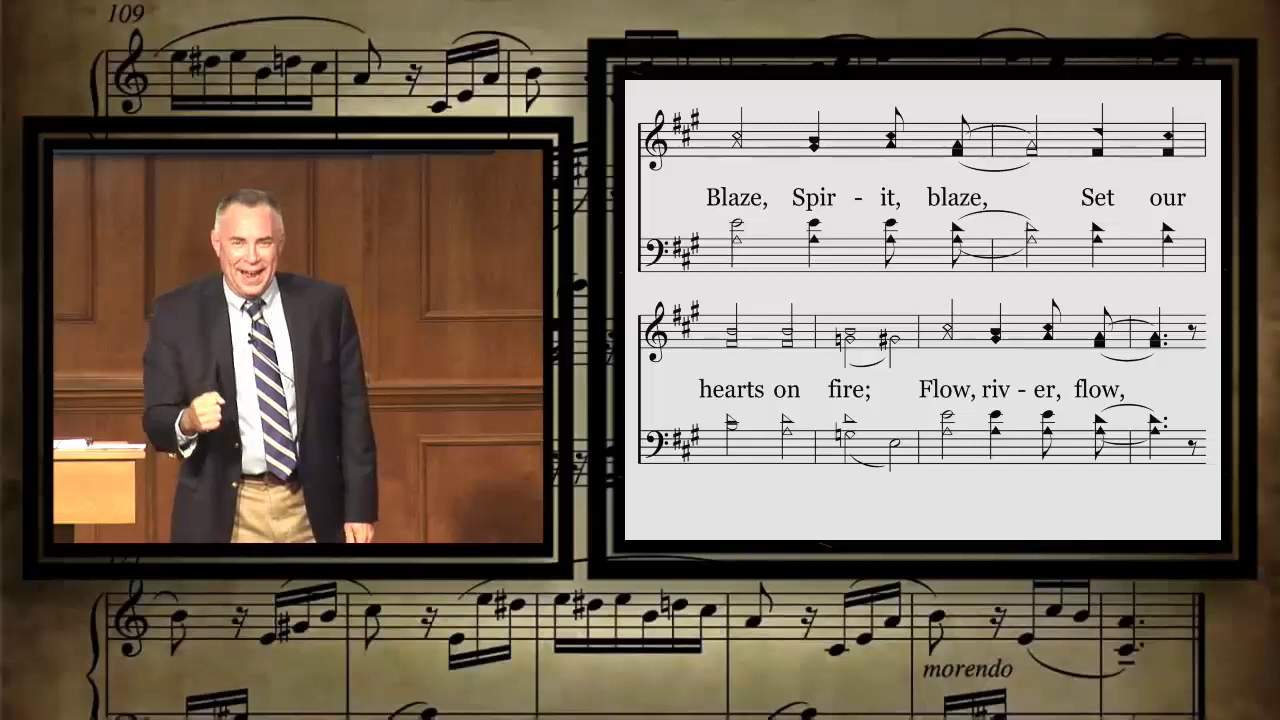 109
Blaze, Spir - it, blaze, Set our
hearts on fire; Flow, riv - er, flow,
morendo